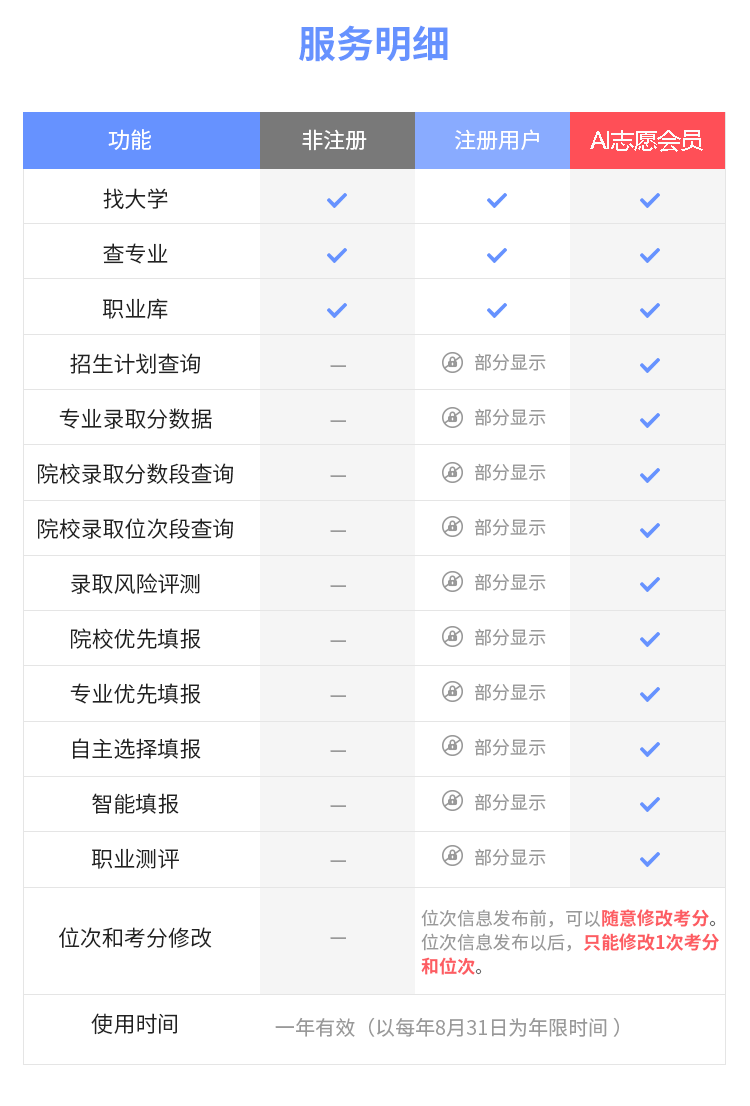 服务明细
功能 非注册 注册用户 AI志愿会员
找大学
查专业
职业库
招生计划查询 — 部分显示
专业录取分数据 — 部分显示
院校录取分数段查询 — 部分显示
院校录取位次段查询 — 部分显示
录取风险评测 — 部分显示
院校优先填报 — 部分显示
专业优先填报 — 部分显示
自主选择填报 — 部分显示
智能填报 — 部分显示
职业测评 — 部分显示
位次和考分修改 —
位次信息发布前，可以随意修改考分。
位次信息发布以后，只能修改1次考分
和位次。
使用时间 一年有效（以每年8月31日为年限时间 ）